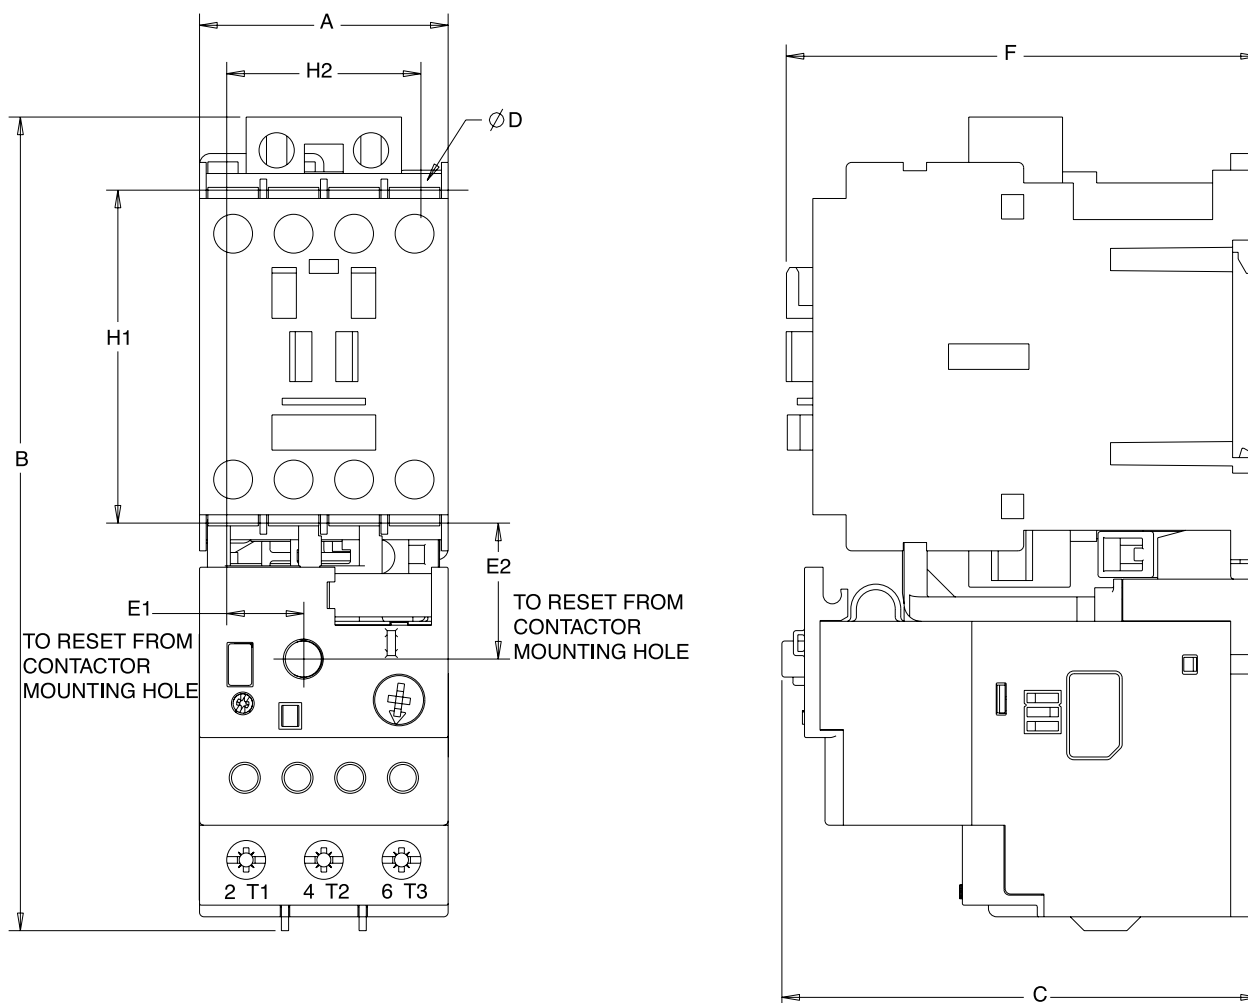 A
F
H2
⌀D
H1
B
E2
E1
TO RESET FROM
CONTACTOR
MOUNTING HOLE
TO RESET FROM
CONTACTOR
MOUNTING HOLE
2 T1 4 T2 6 T3
C